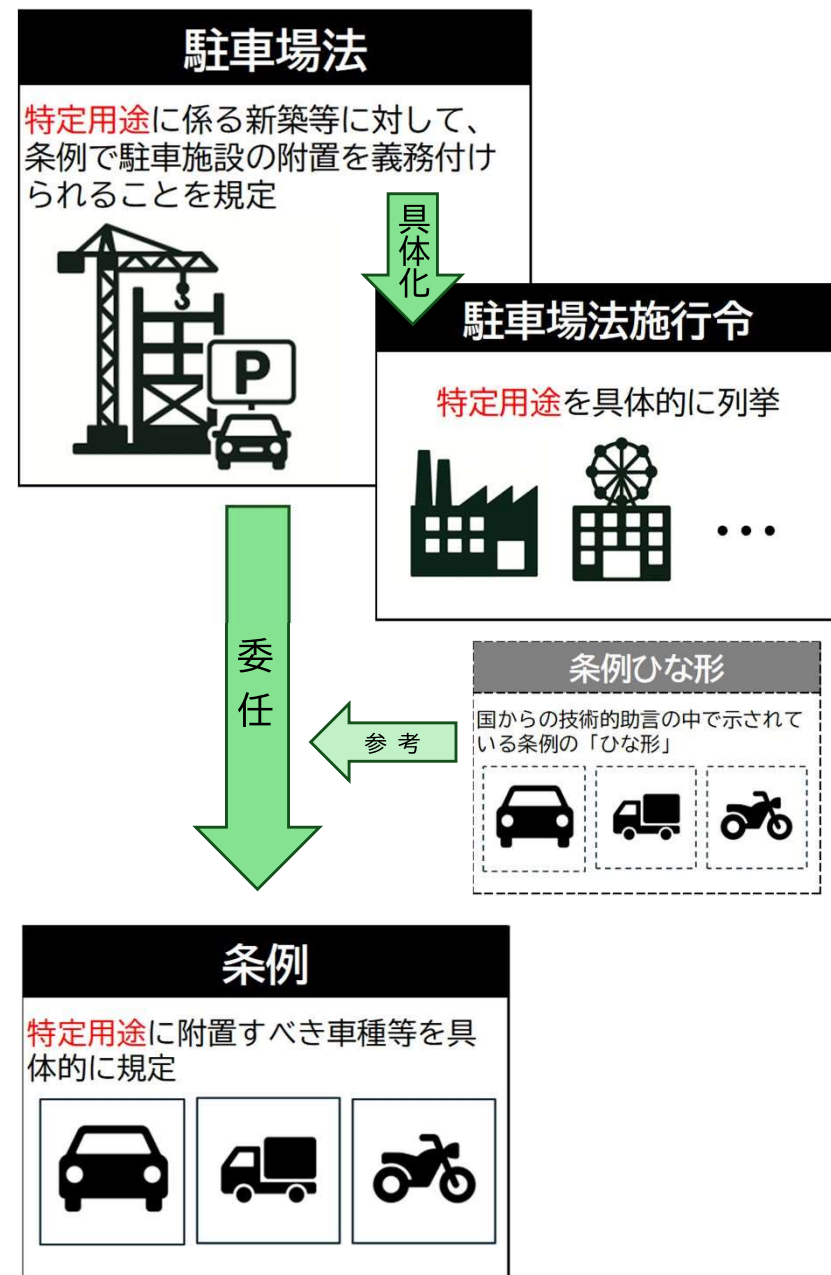 駐車場法
特定用途に係る新築等に対して、
条例で駐車施設の附置を義務付け
られることを規定
具体化
P
駐車場法施行令
特定用途を具体的に列挙
・・・
委任
条例ひな形
国からの技術的助言の中で示されて
いる条例の「ひな形」
参考
条例
特定用途に附置すべき車種等を具
体的に規定